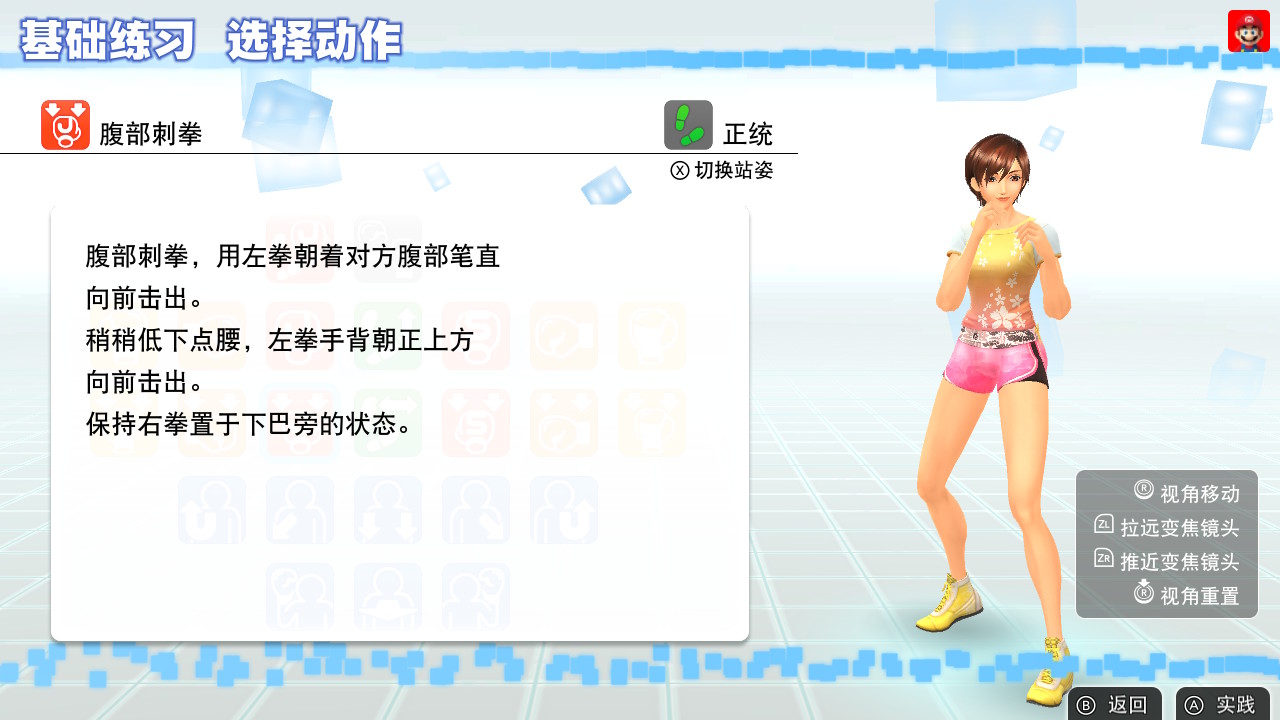 基础练习 选择动作
腹部刺拳
正统
Ⓧ切换站姿
腹部刺拳，用左拳朝着对方腹部笔直
向前击出。
稍稍低下点腰，左拳手背朝正上方
向前击出。
保持右拳置于下巴旁的状态。
Ⓡ 视角移动
ZL 拉远变焦镜头
ZR 推近变焦镜头
Ⓡ 视角重置
Ⓑ 返回
Ⓐ 实践